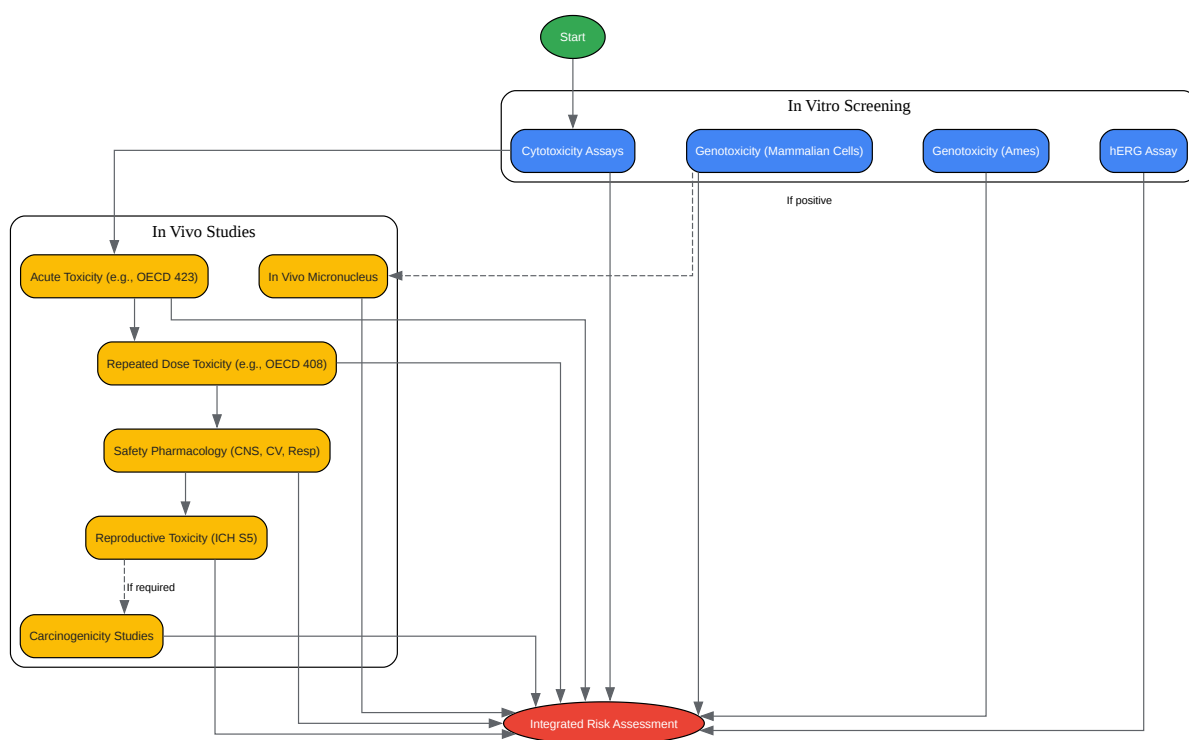 Start
In Vitro Screening
Cytotoxicity Assays
Genotoxicity (Mammalian Cells)
Genotoxicity (Ames)
hERG Assay
If positive
In Vivo Studies
Acute Toxicity (e.g., OECD 423)
In Vivo Micronucleus
Repeated Dose Toxicity (e.g., OECD 408)
Safety Pharmacology (CNS, CV, Resp)
Reproductive Toxicity (ICH S5)
If required
Carcinogenicity Studies
Integrated Risk Assessment